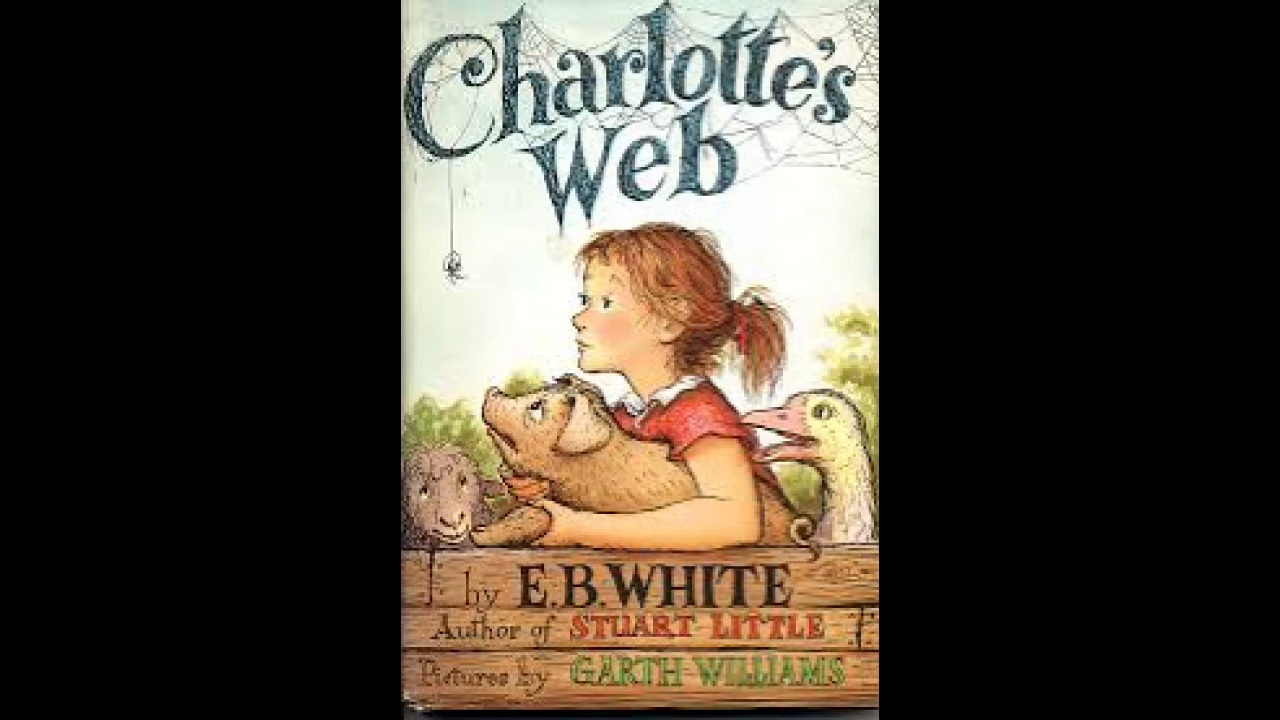 Charlotte's
Web
by E.B. WHITE
Author of STUART LITTLE
Pictures by GARTH WILLIAMS